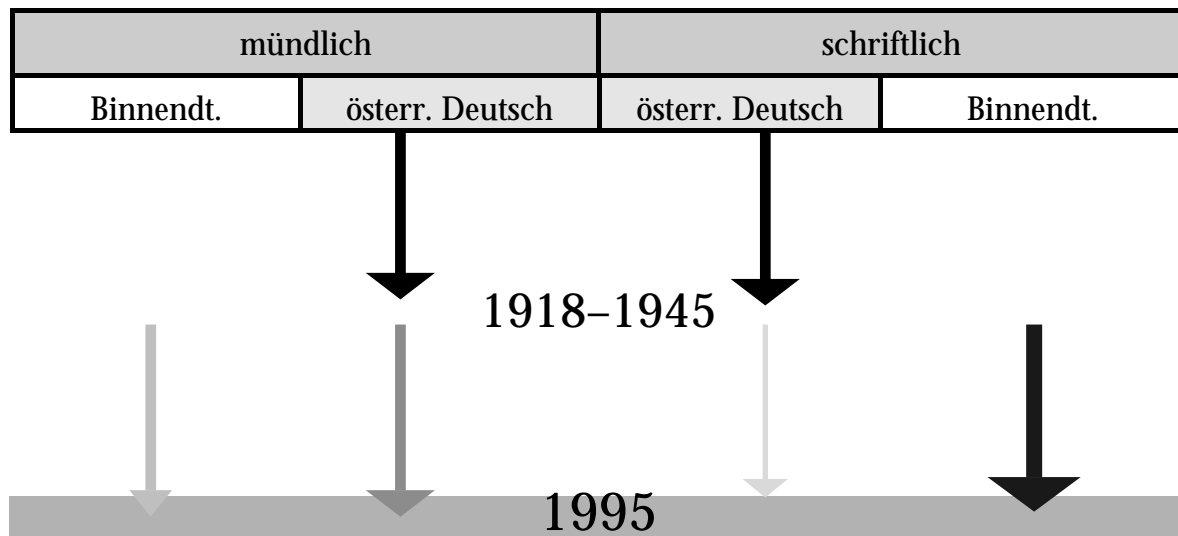 mündlich schriftlich
Binnendt. österr. Deutsch österr. Deutsch Binnendt.
1918–1945
1995